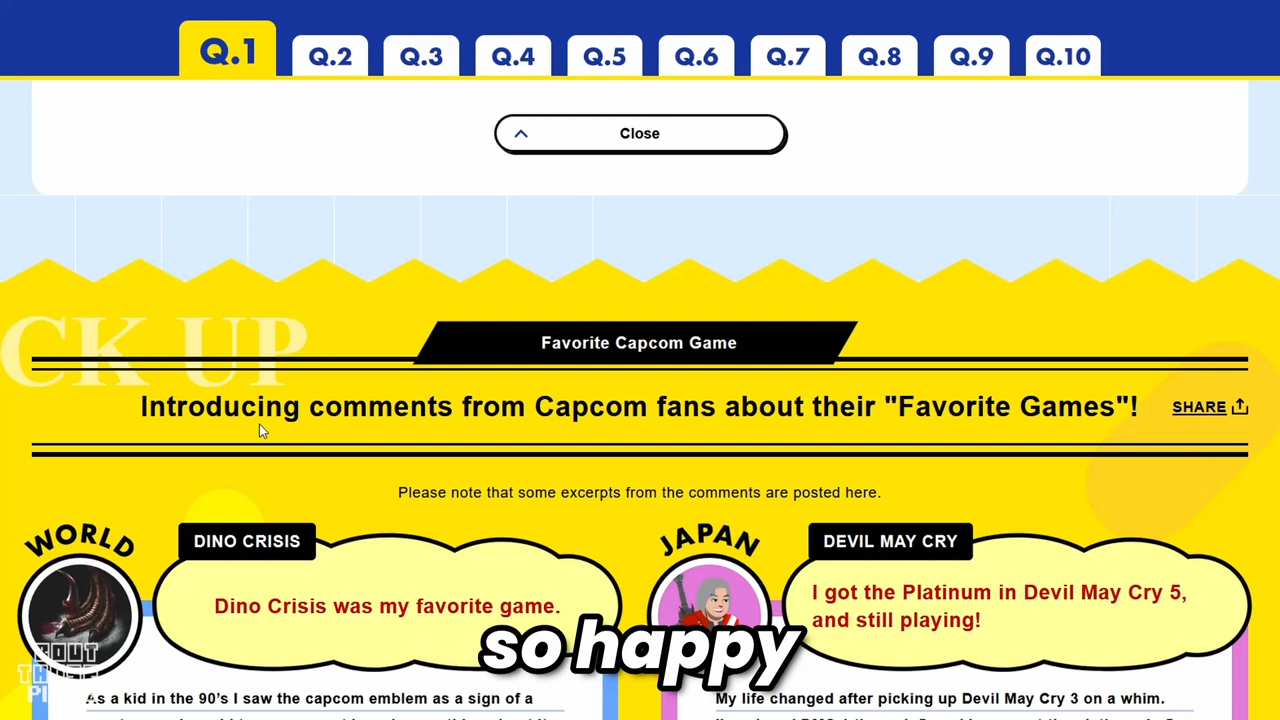 Q.1 Q.2 Q.3 Q.4 Q.5 Q.6 Q.7 Q.8 Q.9 Q.10
Close
CK UP
Favorite Capcom Game
Introducing comments from Capcom fans about their "Favorite Games"!
SHARE
Please note that some excerpts from the comments are posted here.
WORLD
DINO CRISIS
Dino Crisis was my favorite game.
JAPAN
DEVIL MAY CRY
I got the Platinum in Devil May Cry 5,
and still playing!
so happy
As a kid in the 90's I saw the capcom emblem as a sign of a
My life changed after picking up Devil May Cry 3 on a whim.